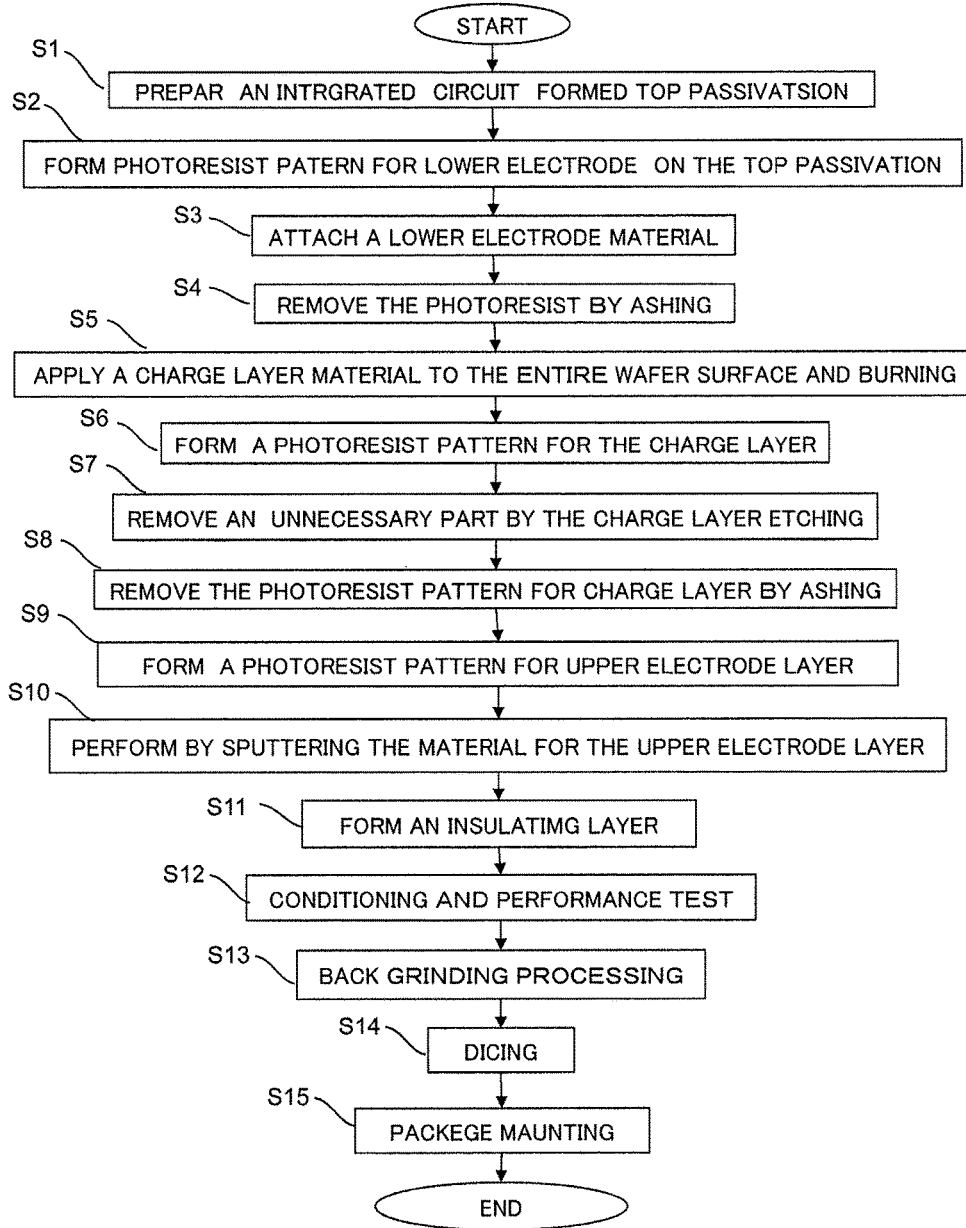 START
S1
PREPAR AN INTRGRATED CIRCUIT FORMED TOP PASSIVATSION
S2
FORM PHOTORESIST PATERN FOR LOWER ELECTRODE ON THE TOP PASSIVATION
S3
ATTACH A LOWER ELECTRODE MATERIAL
S4
REMOVE THE PHOTORESIST BY ASHING
S5
APPLY A CHARGE LAYER MATERIAL TO THE ENTIRE WAFER SURFACE AND BURNING
S6
FORM A PHOTORESIST PATTERN FOR THE CHARGE LAYER
S7
REMOVE AN UNNECESSARY PART BY THE CHARGE LAYER ETCHING
S8
REMOVE THE PHOTORESIST PATTERN FOR CHARGE LAYER BY ASHING
S9
FORM A PHOTORESIST PATTERN FOR UPPER ELECTRODE LAYER
S10
PERFORM BY SPUTTERING THE MATERIAL FOR THE UPPER ELECTRODE LAYER
S11
FORM AN INSULATIMG LAYER
S12
CONDITIONING AND PERFORMANCE TEST
S13
BACK GRINDING PROCESSING
S14
DICING
S15
PACKEGE MAUNTING
END